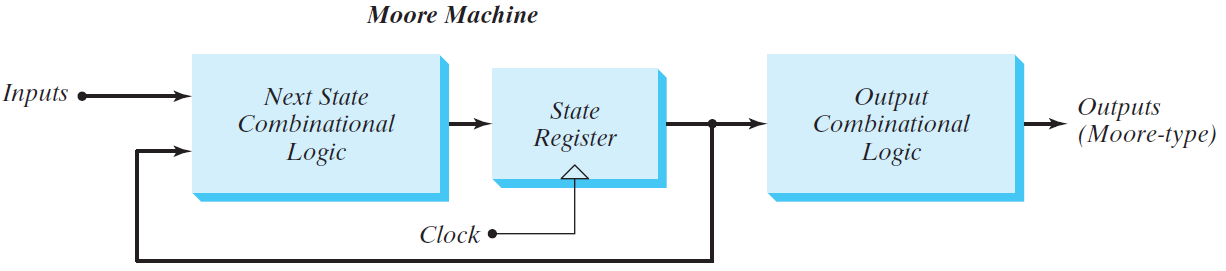 Moore Machine
Inputs
Next State
Combinational
Logic
State
Register
Output
Combinational
Logic
Outputs
(Moore-type)
Clock